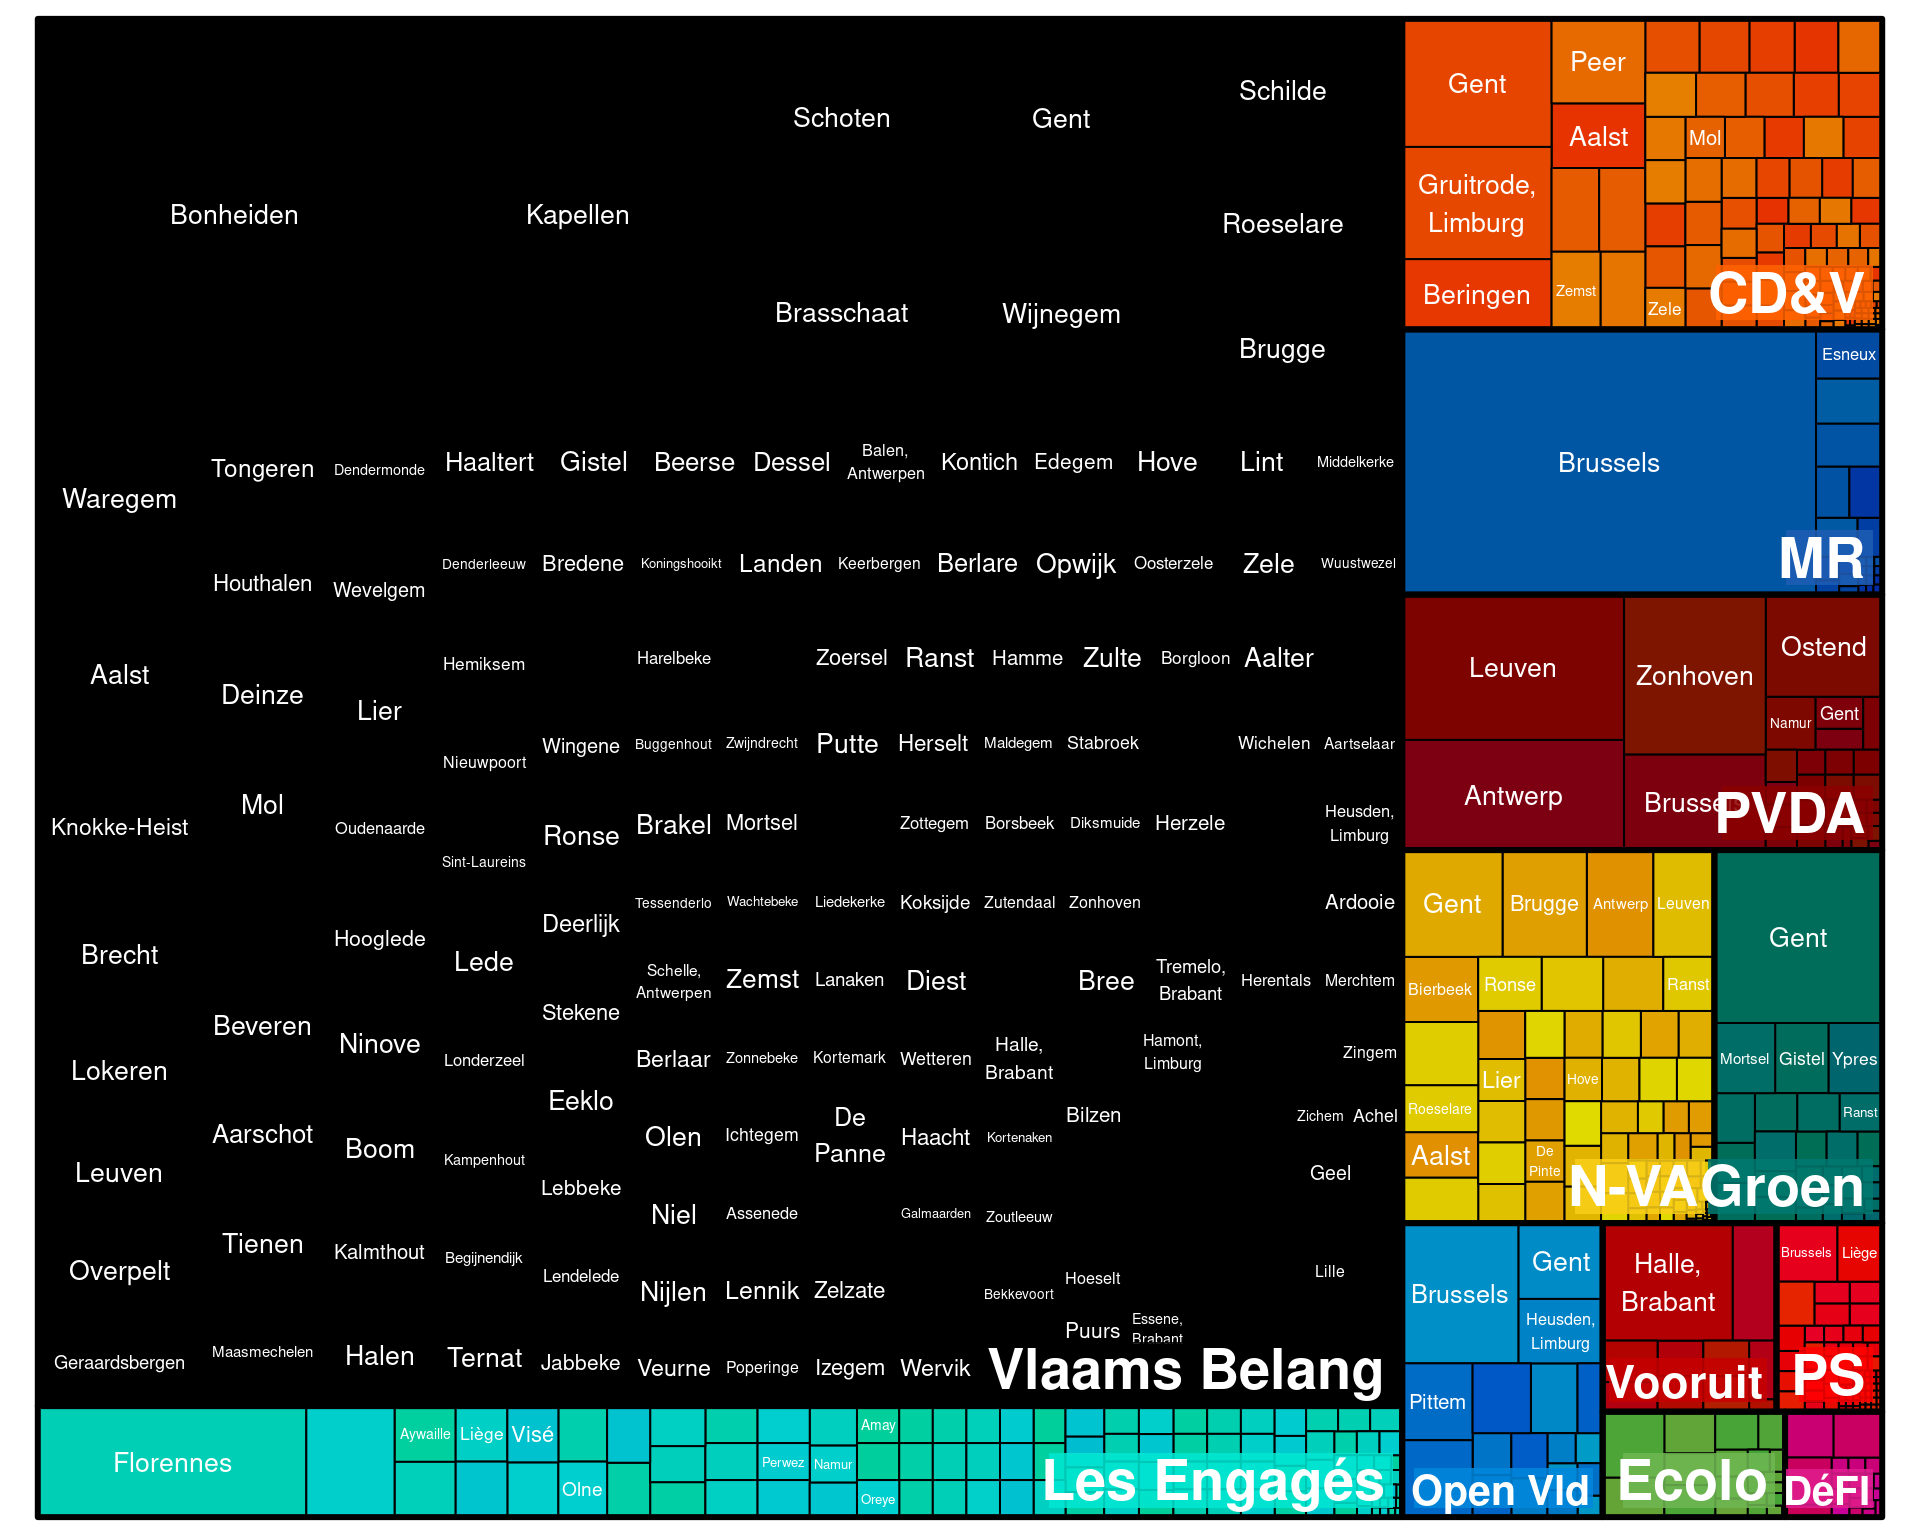 Schilde
Schoten
Gent
Bonheiden
Kapellen
Roeselare
Brasschaat
Wijnegem
Brugge
Waregem
Tongeren
Dendermonde
Haaltert
Gistel
Beerse
Dessel
Balen,
Antwerpen
Kontich
Edegem
Hove
Lint
Middelkerke
Houthalen
Wevelgem
Denderleeuw
Bredene
Koningshooikt
Landen
Keerbergen
Berlare
Opwijk
Oosterzele
Zele
Wuustwezel
Aalst
Deinze
Lier
Hemiksem
Harelbeke
Zoersel
Ranst
Hamme
Zulte
Borgloon
Aalter
Nieuwpoort
Wingene
Buggenhout
Zwijndrecht
Putte
Herselt
Maldegem
Stabroek
Wichelen
Aartselaar
Knokke-Heist
Mol
Oudenaarde
Sint-Laureins
Ronse
Brakel
Mortsel
Zottegem
Borsbeek
Diksmuide
Herzele
Heusden,
Limburg
Brecht
Hooglede
Lede
Deerlijk
Tessenderlo
Wachtebeke
Liedekerke
Koksijde
Zutendaal
Zonhoven
Ardooie
Stekene
Schelle,
Antwerpen
Zemst
Lanaken
Diest
Bree
Tremelo,
Brabant
Herentals
Merchtem
Lokeren
Beveren
Ninove
Londerzeel
Eeklo
Berlaar
Zonnebeke
Kortemark
Wetteren
Halle,
Brabant
Hamont,
Limburg
Zingem
Leuven
Aarschot
Boom
Kampenhout
Lebbeke
Olen
Ichtegem
De
Panne
Haacht
Kortenaken
Bilzen
Zichem
Achel
Geel
Niel
Assenede
Galmaarden
Zoutleeuw
Overpelt
Tienen
Kalmthout
Begijnendijk
Lendelede
Nijlen
Lennik
Zelzate
Bekkevoort
Hoeselt
Lille
Puurs
Essene,
Brabant
Geraardsbergen
Maasmechelen
Halen
Ternat
Jabbeke
Veurne
Poperinge
Izegem
Wervik
Vlaams Belang
Gent
Peer
Aalst
Mol
Gruitrode,
Limburg
Beringen
Zemst
Zele
CD&V
Brussels
Esneux
MR
Leuven
Zonhoven
Ostend
Namur
Gent
Antwerp
Brussels
PVDA
Gent
Brugge
Antwerp
Leuven
Bierbeek
Ronse
Ranst
Lier
Hove
Roeselare
Aalst
De
Pinte
N-VA
Gent
Mortsel
Gistel
Ypres
Ranst
Groen
Florennes
Aywaille
Liège
Visé
Olne
Perwez
Namur
Amay
Oreye
Les Engagés
Brussels
Gent
Heusden,
Limburg
Pittem
Open Vld
Halle,
Brabant
Vooruit
Brussels
Liège
PS
Ecolo
DéFI